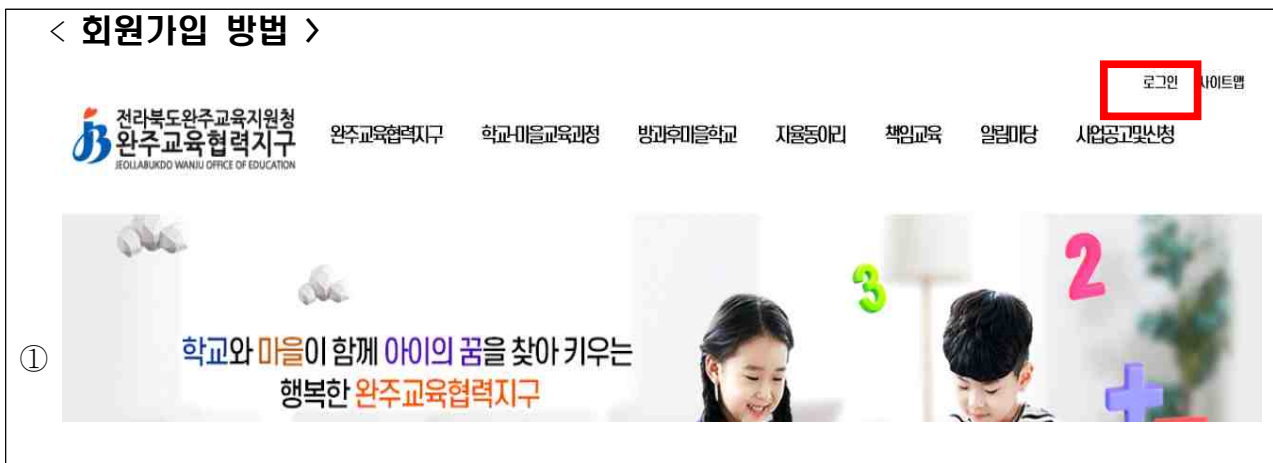 < 회원가입 방법 >
로그인 사이트맵
전라북도완주교육지원청
완주교육협력지구
JEOLLABUKDO WANJU OFFICE OF EDUCATION
완주교육협력지구 학교-마을교육과정 방과후마을학교 자율동아리 책임교육 알림마당 사업공고및신청
3
2
①
학교와 마을이 함께 아이의 꿈을 찾아 키우는
행복한 완주교육협력지구